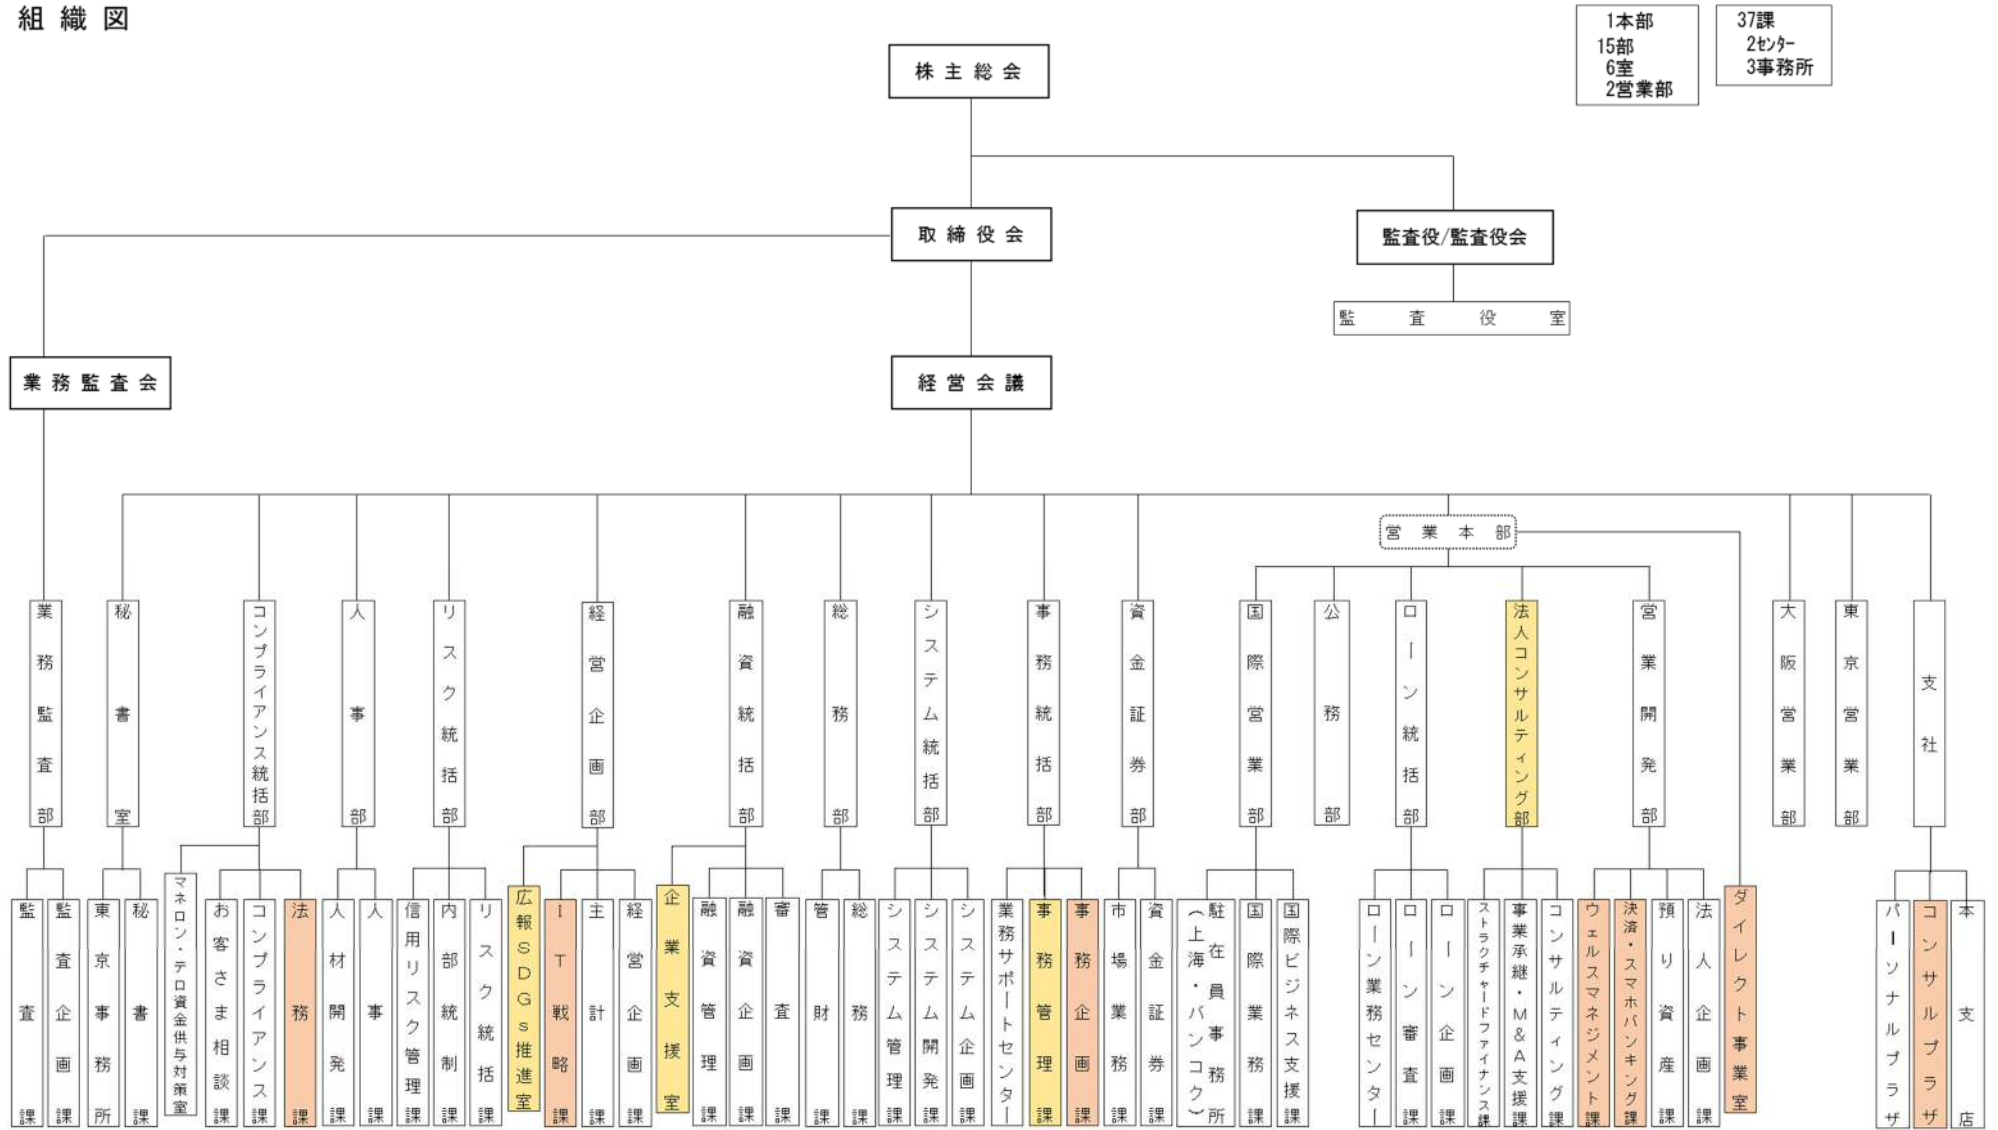 組織図
1本部
15部
6室
2営業部
37課
2センター
3事務所
株主総会
取締役会
監査役/監査役会
監査役室
業務監査会
経営会議
営業本部
業務監査部
秘書室
コンプライアンス統括部
人事部
リスク統括部
経営企画部
融資統括部
総務部
システム統括部
事務統括部
資金証券部
国際営業部
公務部
ローン統括部
法人コンサルティング部
営業開発部
大阪営業部
東京営業部
支社
監査課
監査企画課
東京事務所
秘書課
マネロン・テロ資金供与対策室
お客さま相談課
コンプライアンス課
法務課
人材開発課
人事課
信用リスク管理課
内部統制課
リスク統括課
広報SDGs推進室
IT戦略課
主計課
経営企画課
企業支援室
融資管理課
融資企画課
審査課
管財課
総務課
システム管理課
システム開発課
システム企画課
業務サポートセンター
事務管理課
事務企画課
市場業務課
資金証券課
駐在員事務所
(上海・バンコク)
国際業務課
国際ビジネス支援課
ローン業務センター
ローン審査課
ローン企画課
ストラクチャードファイナンス課
事業承継・M&A支援課
コンサルティング課
ウェルスマネジメント課
決済・スマホバンキング課
預り資産課
法人企画課
ダイレクト事業室
パーソナルプラザ
コンサルプラザ
本支店